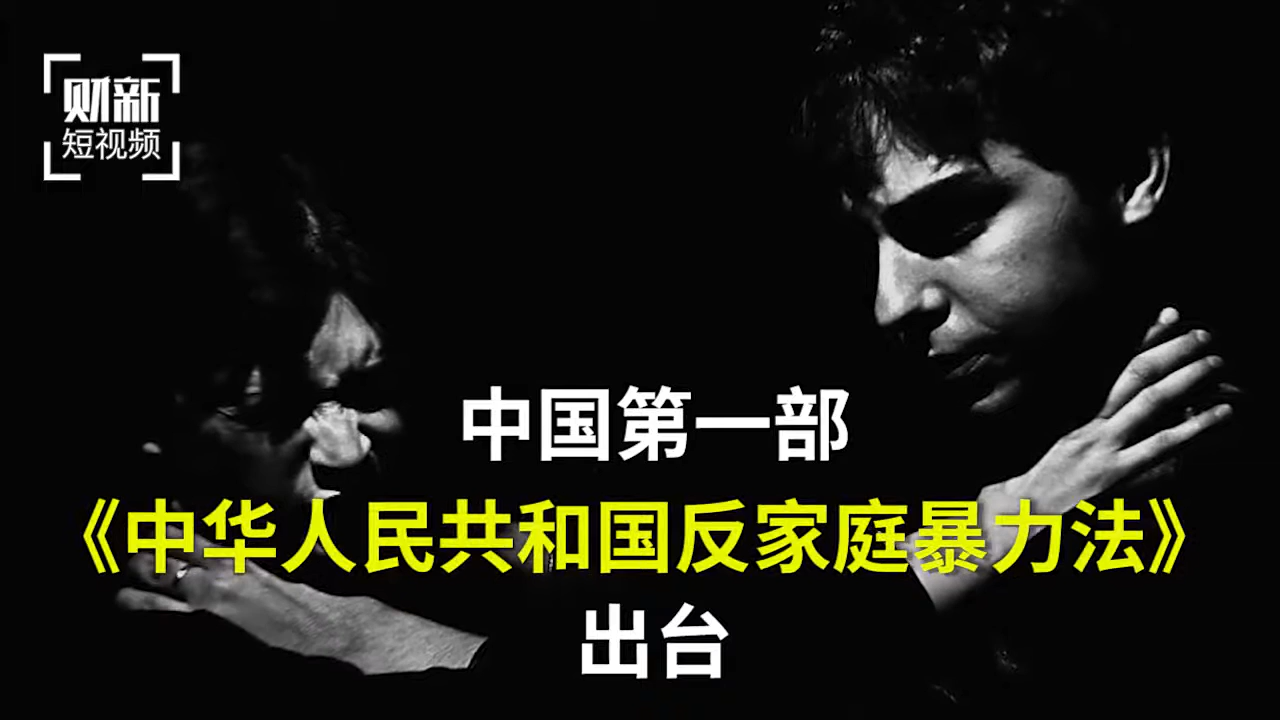 财新
短视频
中国第一部
《中华人民共和国反家庭暴力法》
出台